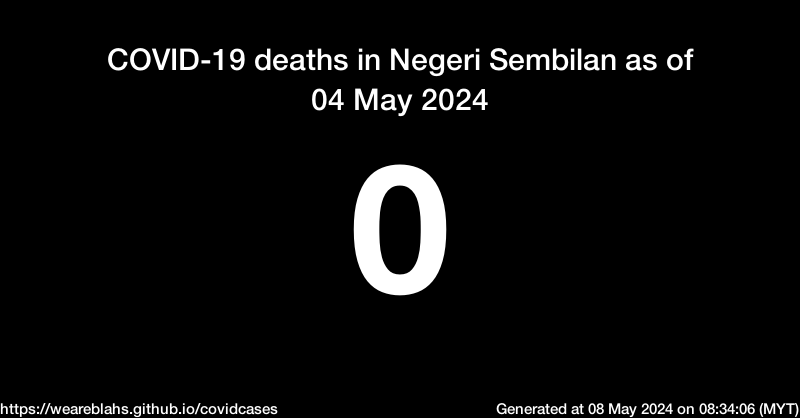 COVID-19 deaths in Negeri Sembilan as of
04 May 2024
0
https://weareblahs.github.io/covidcases
Generated at 08 May 2024 on 08:34:06 (MYT)